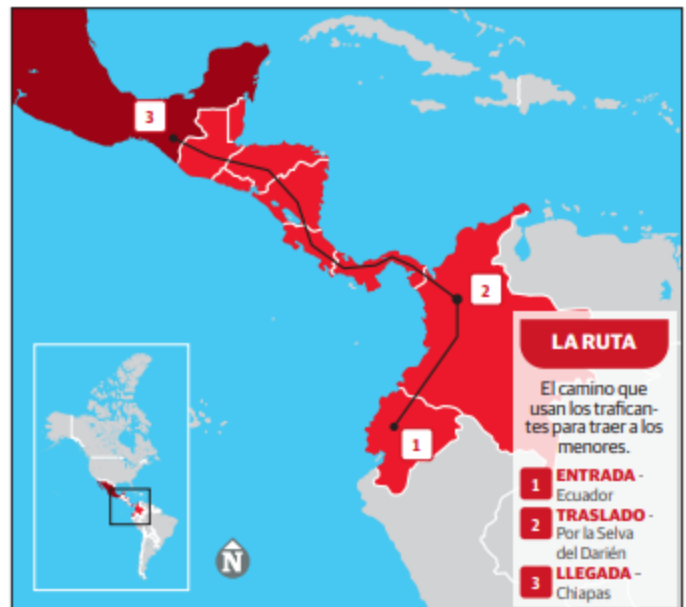 3
2
1
N
LA RUTA
El camino que
usan los trafican-
tes para traer a los
menores.
1 ENTRADA -
Ecuador
2 TRASLADO -
Por la Selva
del Darién
3 LLEGADA -
Chiapas